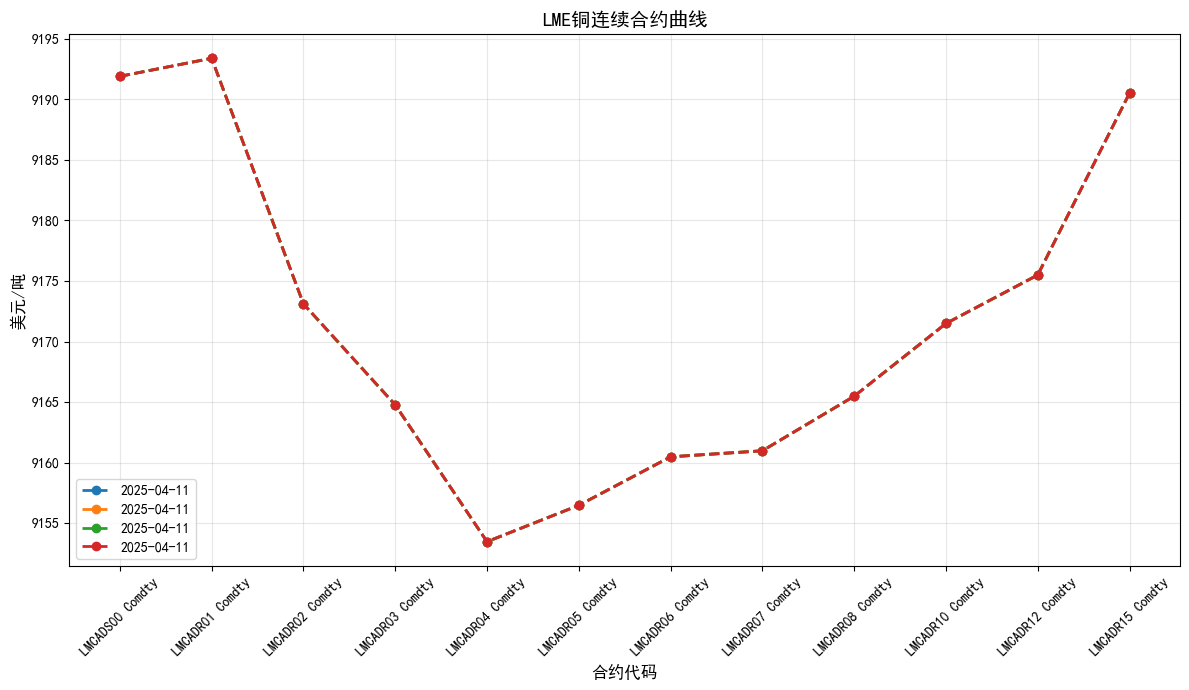 LME铜连续合约曲线
美元/吨
9195
9190
9185
9180
9175
9170
9165
9160
9155
2025-04-11
2025-04-11
2025-04-11
2025-04-11
LMCADS00 Comdty
LMCADR01 Comdty
LMCADR02 Comdty
LMCADR03 Comdty
LMCADR04 Comdty
LMCADR05 Comdty
LMCADR06 Comdty
LMCADR07 Comdty
LMCADR08 Comdty
LMCADR10 Comdty
LMCADR12 Comdty
LMCADR15 Comdty
合约代码